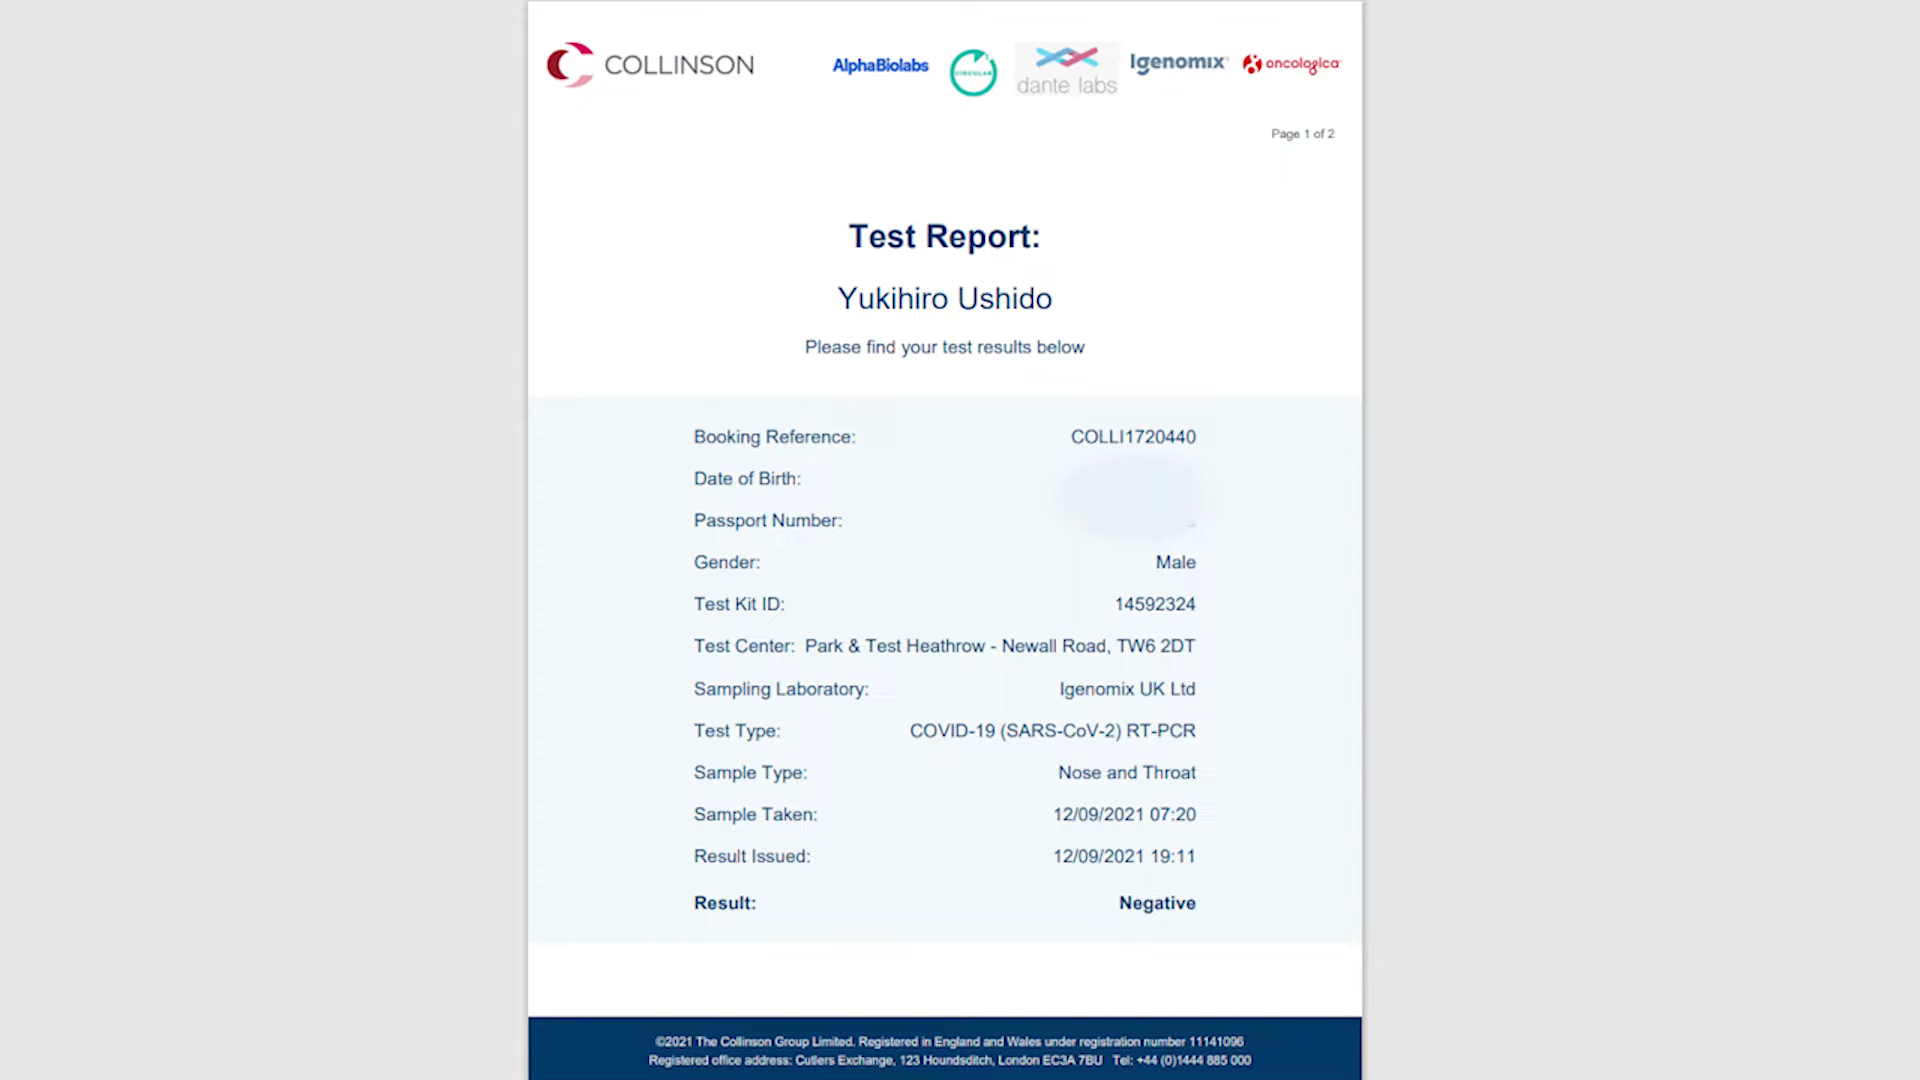 COLLINSON
AlphaBiolabs
CIRCULAR
dante labs
Igenomix
oncologica
Page 1 of 2
Test Report:
Yukihiro Ushido
Please find your test results below
Booking Reference: COLLI1720440
Date of Birth:
Passport Number:
Gender: Male
Test Kit ID: 14592324
Test Center: Park & Test Heathrow - Newall Road, TW6 2DT
Sampling Laboratory: Igenomix UK Ltd
Test Type: COVID-19 (SARS-CoV-2) RT-PCR
Sample Type: Nose and Throat
Sample Taken: 12/09/2021 07:20
Result Issued: 12/09/2021 19:11
Result: Negative
©2021 The Collinson Group Limited. Registered in England and Wales under registration number 11141096
Registered office address: Cutlers Exchange, 123 Houndsditch, London EC3A 7BU Tel: +44 (0)1444 885 000